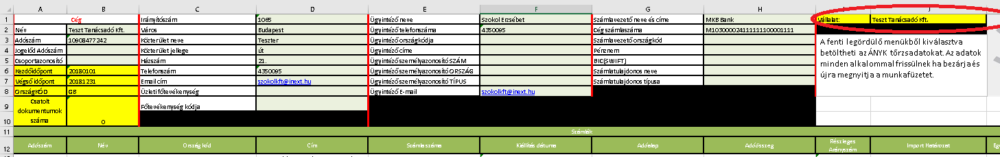 A B C D E F G H I J
1 Cég Irányítószám 1065 Ügyintéző neve Szokol Erzsébet Számlavezető neve és címe MKB Bank Vállalat: Teszt Tanácsadó Kft.
2 Név Teszt Tanácsadó Kft. Város Budapest Ügyintéző telefonszáma 4350095 Cég számlaszáma M10300002411111100001111
3 Adószám 10908477242 Közterület neve Teszter Ügyintéző országkódja Számlavezető országkód
4 Jogelőd Adószám Közterület jellege út Ügyintéző címe Pénznem
5 Csoportazonosító Házszám 21. Ügyintéző személyazonosító SZÁM BIC(SWIFT)
6 Kezdőidőpont 20180101 Telefonszám 4350095 Ügyintéző személyazonosító ORSZÁG Számlatulajdonos neve
7 Végső időpont 20181231 Email cím szokolkft@inext.hu Ügyintéző személyazonosító TÍPUS Számlatulajdonos típusa
8 OrszágKÓD GB Üzleti főtevékenység Ügyintéző E-mail szokolkft@inext.hu
A fenti legördülő menükből kiválasztva
betöltheti az ÁNYK törzsadatokat. Az adatok
minden alkalommal frissülnek ha bezárja és
újra megnyitja a munkafüzetet.
9 Csatolt
dokumentumok
Főtevékenység kódja
10 száma 0
11 Számlák
12 Adószám Név Ország kód Cím Számla száma Kiállítás dátuma Adóalap Adóösszeg Részleges
Arányszám Import Határozat